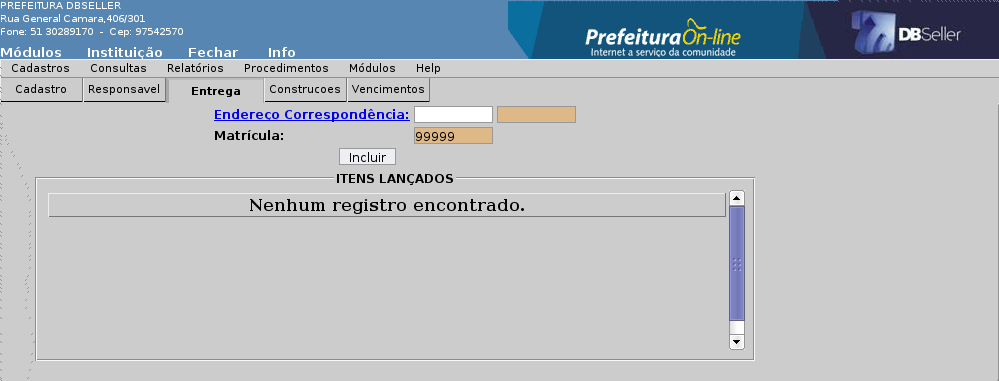 PREFEITURA DBSELLER
Rua General Camara,406/301
Fone: 51 30289170 - Cep: 97542570
Módulos Instituição Fechar Info
Prefeitura On-line
Internet a serviço da comunidade
DBSeller
Cadastros Consultas Relatórios Procedimentos Módulos Help
Cadastro Responsavel Entrega Construcoes Vencimentos
Endereco Correspondência:
Matrícula: 99999
Incluir
ITENS LANÇADOS
Nenhum registro encontrado.